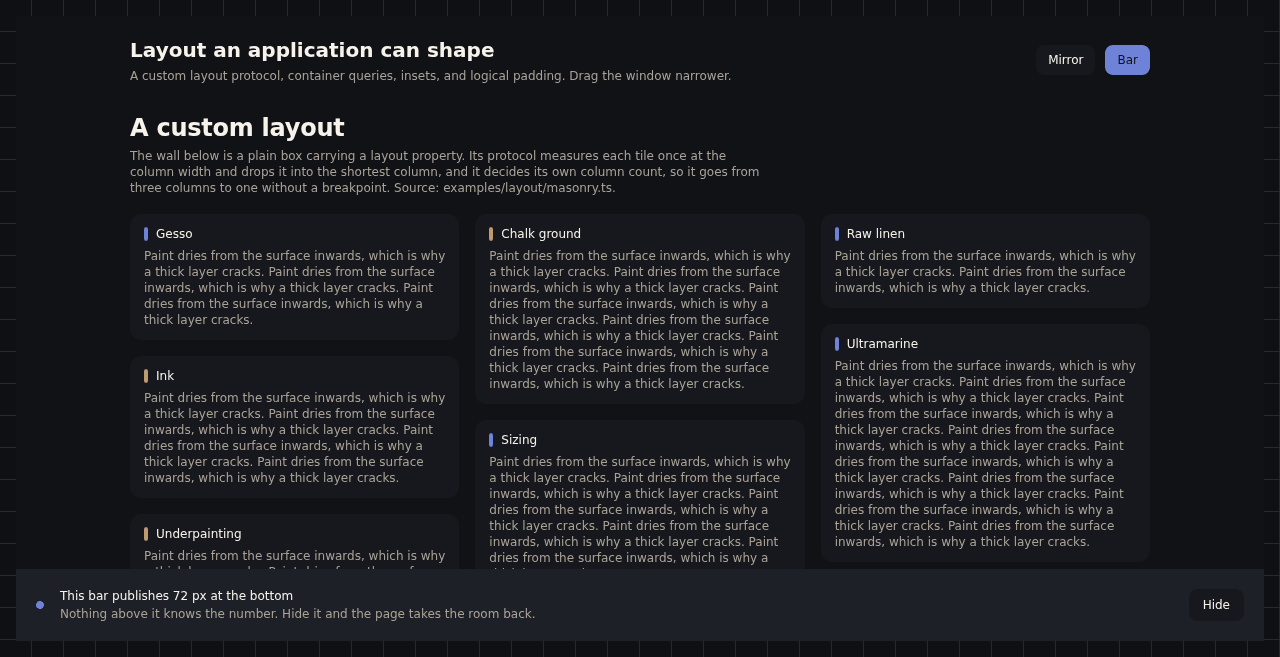 Layout an application can shape
A custom layout protocol, container queries, insets, and logical padding. Drag the window narrower.
Mirror
Bar
A custom layout
The wall below is a plain box carrying a layout property. Its protocol measures each tile once at the
column width and drops it into the shortest column, and it decides its own column count, so it goes from
three columns to one without a breakpoint. Source: examples/layout/masonry.ts.
Gesso
Paint dries from the surface inwards, which is why
a thick layer cracks. Paint dries from the surface
inwards, which is why a thick layer cracks. Paint
dries from the surface inwards, which is why a
thick layer cracks.
Ink
Paint dries from the surface inwards, which is why
a thick layer cracks. Paint dries from the surface
inwards, which is why a thick layer cracks. Paint
dries from the surface inwards, which is why a
thick layer cracks. Paint dries from the surface
inwards, which is why a thick layer cracks.
Underpainting
Paint dries from the surface inwards, which is why
Chalk ground
Paint dries from the surface inwards, which is why
a thick layer cracks. Paint dries from the surface
inwards, which is why a thick layer cracks. Paint
dries from the surface inwards, which is why a
thick layer cracks. Paint dries from the surface
inwards, which is why a thick layer cracks. Paint
dries from the surface inwards, which is why a
thick layer cracks. Paint dries from the surface
inwards, which is why a thick layer cracks.
Sizing
Paint dries from the surface inwards, which is why
a thick layer cracks. Paint dries from the surface
inwards, which is why a thick layer cracks. Paint
dries from the surface inwards, which is why a
thick layer cracks. Paint dries from the surface
inwards, which is why a thick layer cracks. Paint
dries from the surface inwards, which is why a
Raw linen
Paint dries from the surface inwards, which is why
a thick layer cracks. Paint dries from the surface
inwards, which is why a thick layer cracks.
Ultramarine
Paint dries from the surface inwards, which is why
a thick layer cracks. Paint dries from the surface
inwards, which is why a thick layer cracks. Paint
dries from the surface inwards, which is why a
thick layer cracks. Paint dries from the surface
inwards, which is why a thick layer cracks. Paint
dries from the surface inwards, which is why a
thick layer cracks. Paint dries from the surface
inwards, which is why a thick layer cracks. Paint
dries from the surface inwards, which is why a
thick layer cracks. Paint dries from the surface
inwards, which is why a thick layer cracks.
This bar publishes 72 px at the bottom
Nothing above it knows the number. Hide it and the page takes the room back.
Hide